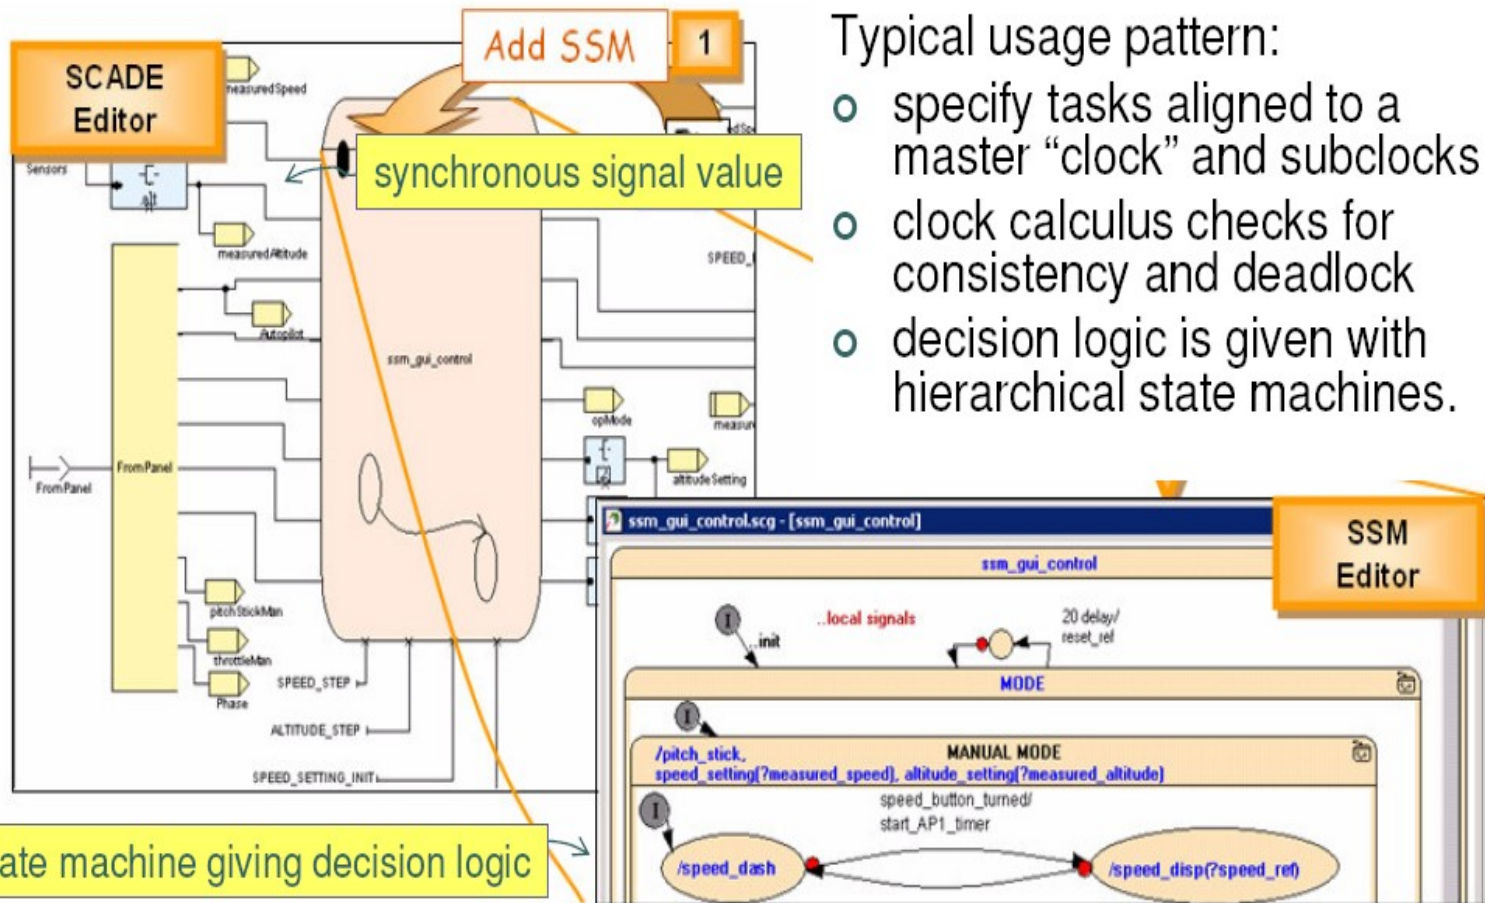 SCADE
Editor
Add SSM
1
measuredSpeed
Sensors
Alt
synchronous signal value
measuredAltitude
SPEED_
Autopilot
ssm_gui_control
opMode
measur
altitudeSetting
FromPanel
FromPanel
pitchStickMan
throttleMan
Phase
SPEED_STEP
ALTITUDE_STEP
SPEED_SETTING_INIT
ate machine giving decision logic
Typical usage pattern:
specify tasks aligned to a
master “clock” and subclocks
clock calculus checks for
consistency and deadlock
decision logic is given with
hierarchical state machines.
ssm_gui_control.scg - [ssm_gui_control]
SSM
Editor
ssm_gui_control
I
..init
..local signals
20 delay/
reset_ref
MODE
I
MANUAL MODE
/pitch_stick,
speed_setting(?measured_speed), altitude_setting(?measured_altitude)
I
speed_button_turned/
start_AP1_timer
/speed_dash
/speed_disp(?speed_ref)